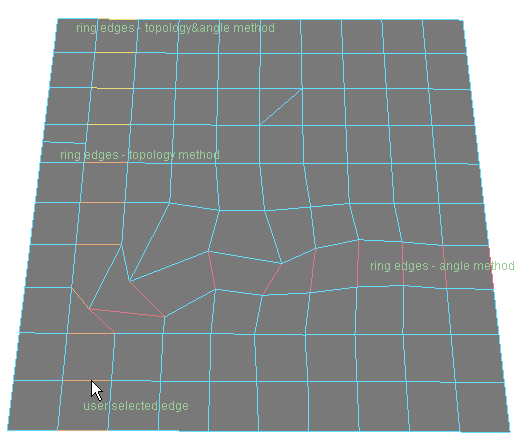 ring edges - topology&angle method
ring edges - topology method
ring edges - angle method
user selected edge